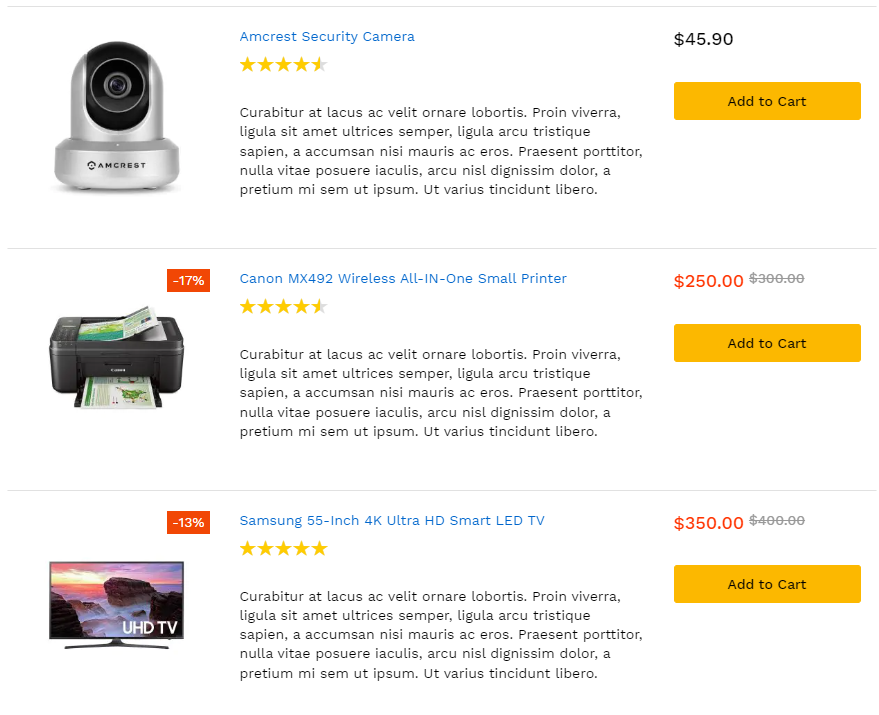 Amcrest Security Camera
$45.90
Curabitur at lacus ac velit ornare lobortis. Proin viverra,
ligula sit amet ultrices semper, ligula arcu tristique
sapien, a accumsan nisi mauris ac eros. Praesent porttitor,
nulla vitae posuere iaculis, arcu nisl dignissim dolor, a
pretium mi sem ut ipsum. Ut varius tincidunt libero.
Add to Cart
AMCREST
-17%
Canon MX492 Wireless All-IN-One Small Printer
$250.00 $300.00
Curabitur at lacus ac velit ornare lobortis. Proin viverra,
ligula sit amet ultrices semper, ligula arcu tristique
sapien, a accumsan nisi mauris ac eros. Praesent porttitor,
nulla vitae posuere iaculis, arcu nisl dignissim dolor, a
pretium mi sem ut ipsum. Ut varius tincidunt libero.
Add to Cart
Canon
-13%
Samsung 55-Inch 4K Ultra HD Smart LED TV
$350.00 $400.00
Curabitur at lacus ac velit ornare lobortis. Proin viverra,
ligula sit amet ultrices semper, ligula arcu tristique
sapien, a accumsan nisi mauris ac eros. Praesent porttitor,
nulla vitae posuere iaculis, arcu nisl dignissim dolor, a
pretium mi sem ut ipsum. Ut varius tincidunt libero.
Add to Cart
UHD TV